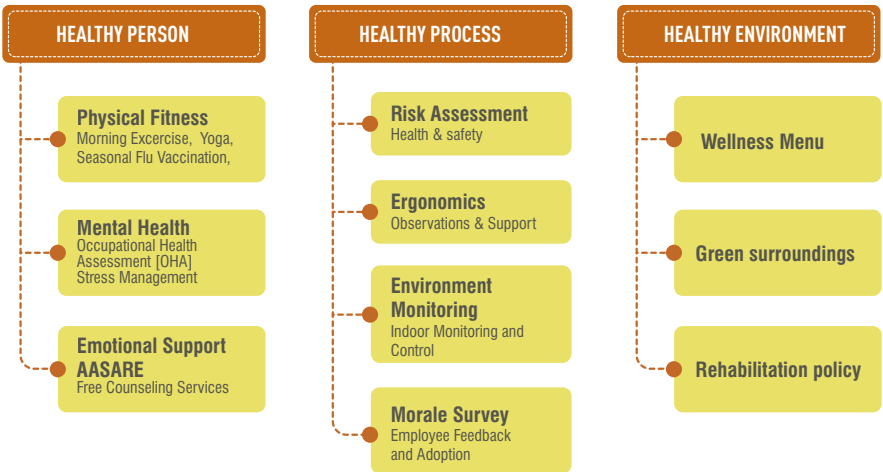 HEALTHY PERSON
Physical Fitness
Morning Excercise, Yoga,
Seasonal Flu Vaccination,
Mental Health
Occupational Health
Assessment [OHA]
Stress Management
Emotional Support
AASARE
Free Counseling Services
HEALTHY PROCESS
Risk Assessment
Health & safety
Ergonomics
Observations & Support
Environment
Monitoring
Indoor Monitoring and
Control
Morale Survey
Employee Feedback
and Adoption
HEALTHY ENVIRONMENT
Wellness Menu
Green surroundings
Rehabilitation policy